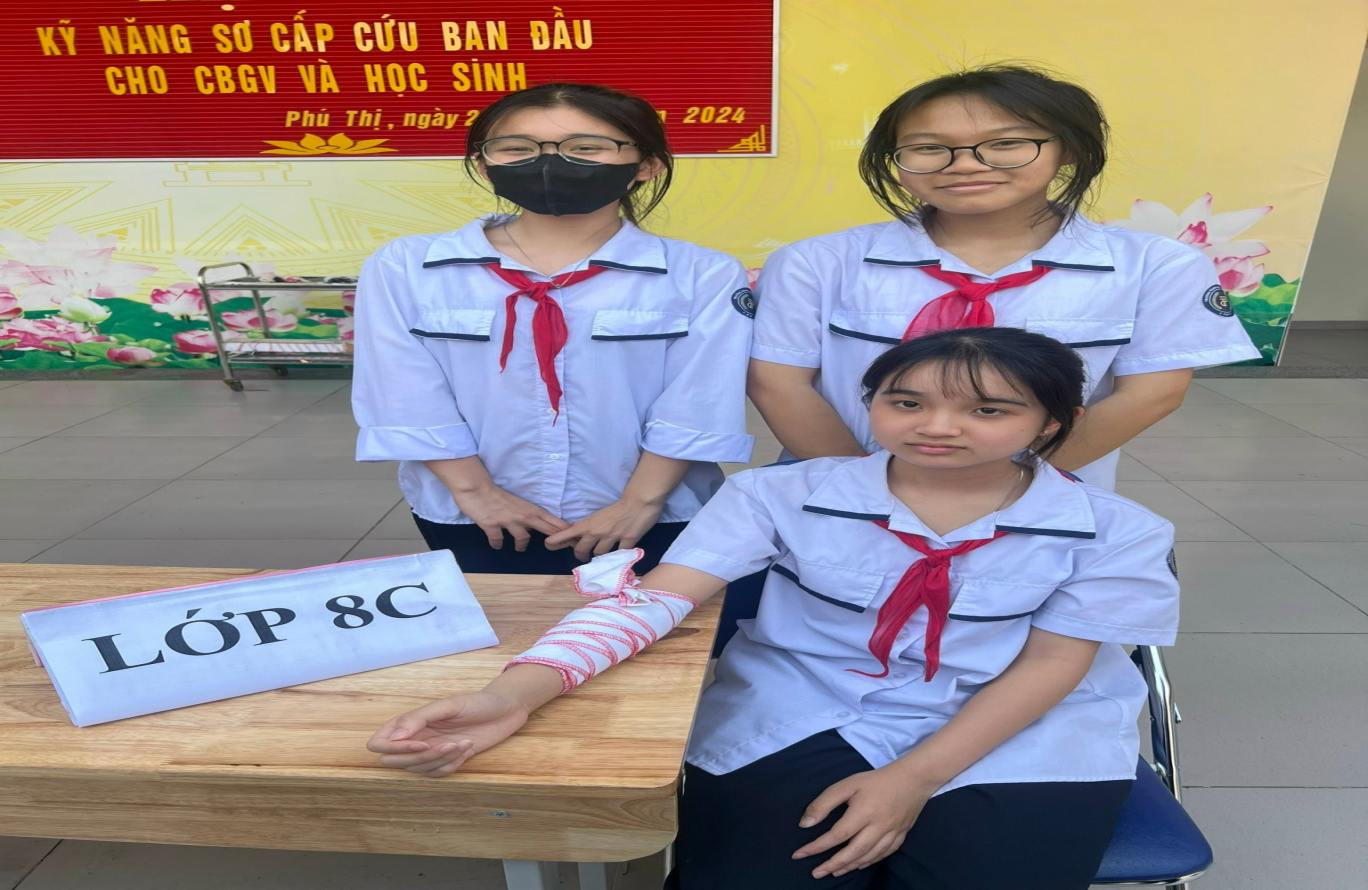 KỸ NĂNG SƠ CẤP CỨU BAN ĐẦU
CHO CBGV VÀ HỌC SINH
Phú Thị, ngày 2 2024
LỚP 8C